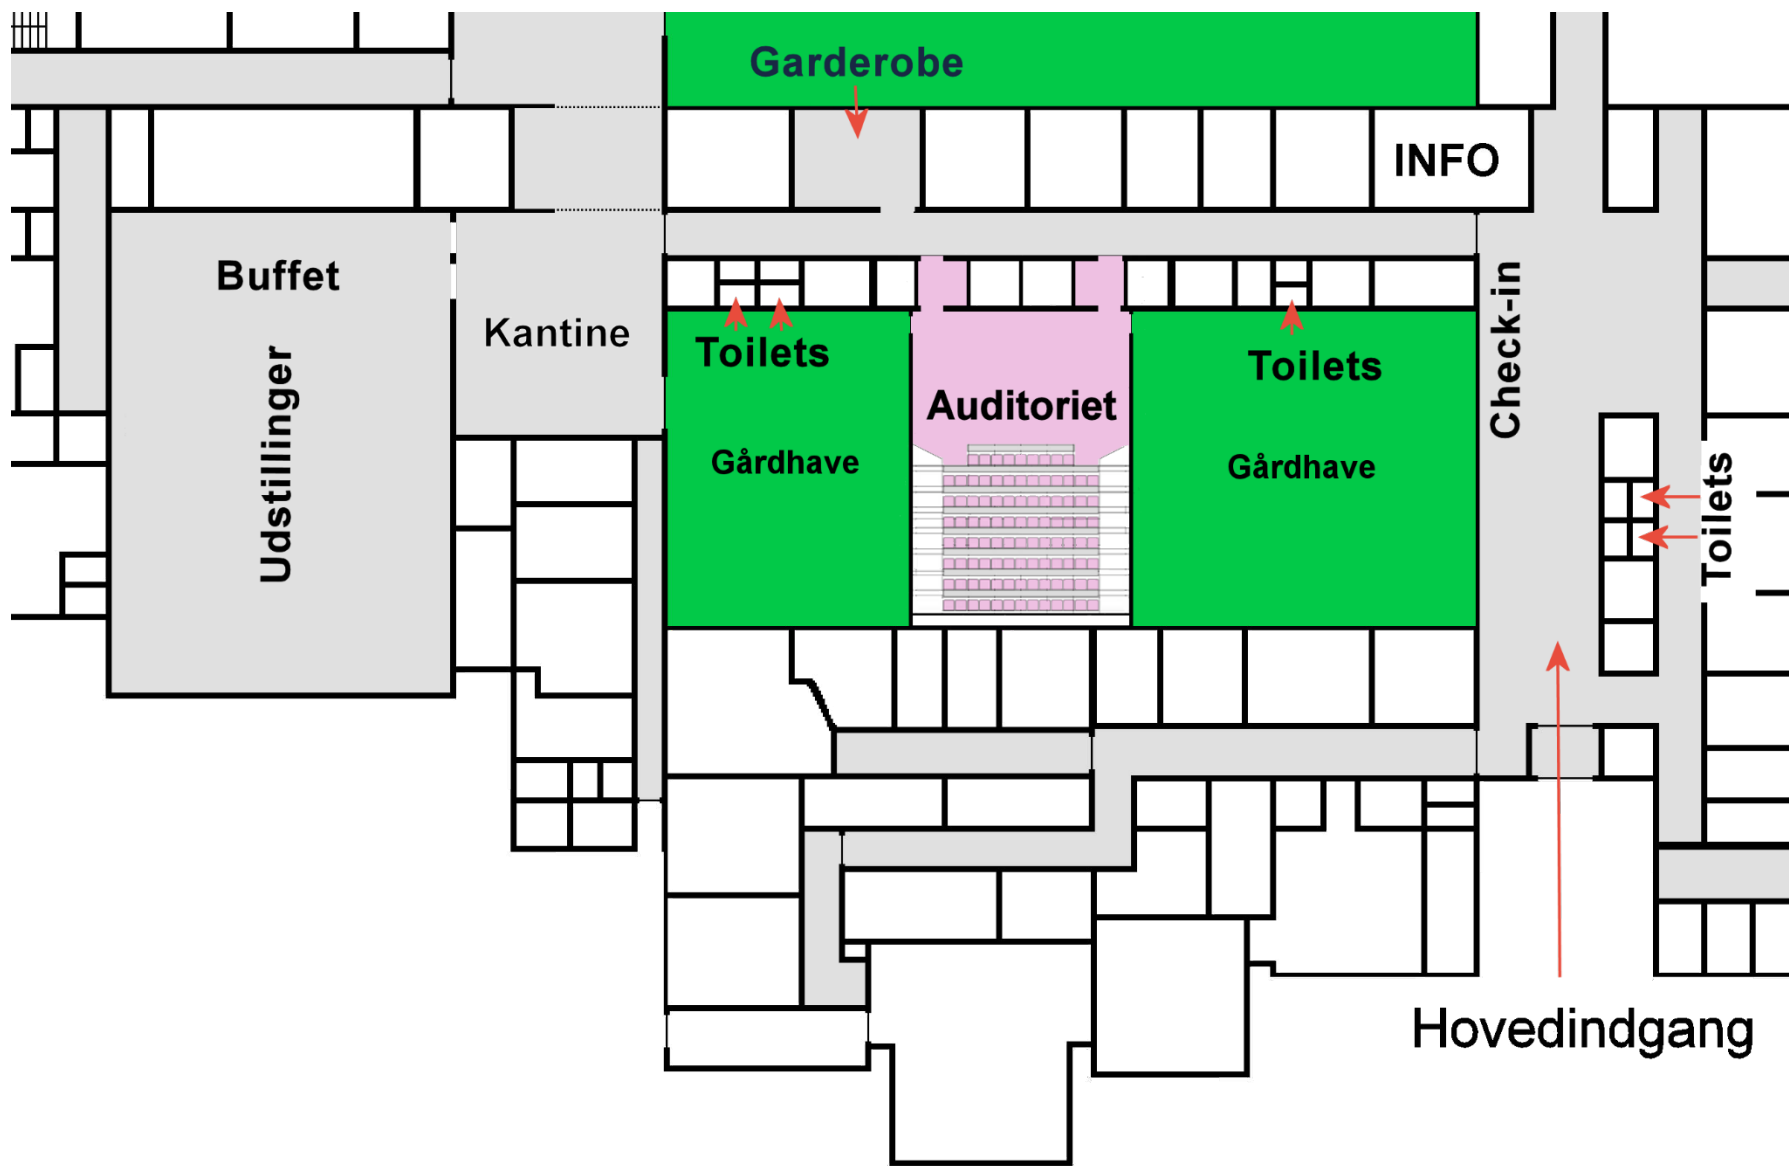 Garderobe
INFO
Buffet
Udstillinger
Kantine
Toilets
Gårdhave
Auditoriet
Toilets
Gårdhave
Check-in
Toilets
Hovedindgang